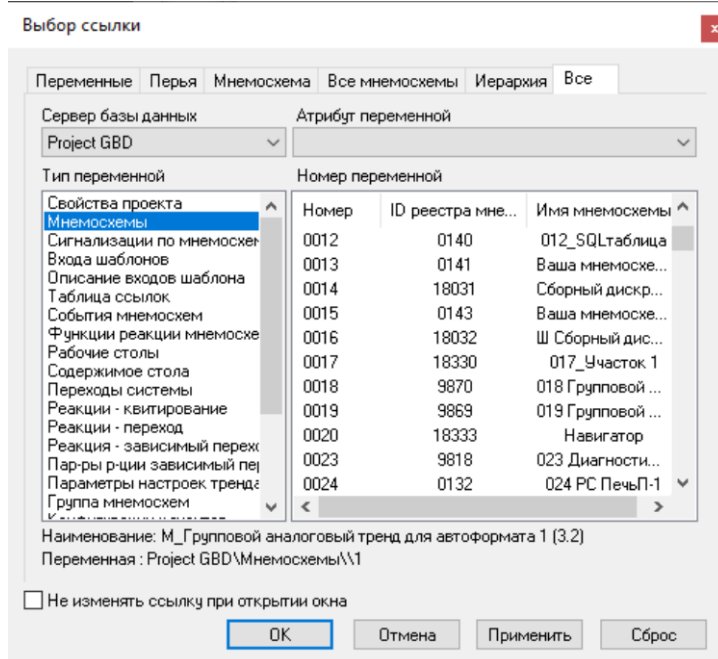 Выбор ссылки
x
Переменные Перья Мнемосхема Все мнемосхемы Иерархия Все
Сервер базы данных Атрибут переменной
Project GBD
Тип переменной Номер переменной
Свойства проекта
Мнемосхемы
Сигнализации по мнемосхем
Входа шаблонов
Описание входов шаблона
Таблица ссылок
События мнемосхем
Функции реакции мнемосхе
Рабочие столы
Содержимое стола
Переходы системы
Реакции - квитирование
Реакции - переход
Реакция - зависимый перехо
Пар-ры р-ции зависимый пер
Параметры настроек тренда
Группа мнемосхем
Номер ID реестра мне... Имя мнемосхемы
0012 0140 012_SQLтаблица
0013 0141 Ваша мнемосхе...
0014 18031 Сборный дискр...
0015 0143 Ваша мнемосхе...
0016 18032 Ш Сборный дис...
0017 18330 017_Участок 1
0018 9870 018 Групповой ...
0019 9869 019 Групповой ...
0020 18333 Навигатор
0023 9818 023 Диагности...
0024 0132 024 РС ПечьП-1
Наименование: М_Групповой аналоговый тренд для автоформата 1 (3.2)
Переменная : Project GBD\Мнемосхемы\\1
Не изменять ссылку при открытии окна
OK Отмена Применить Сброс